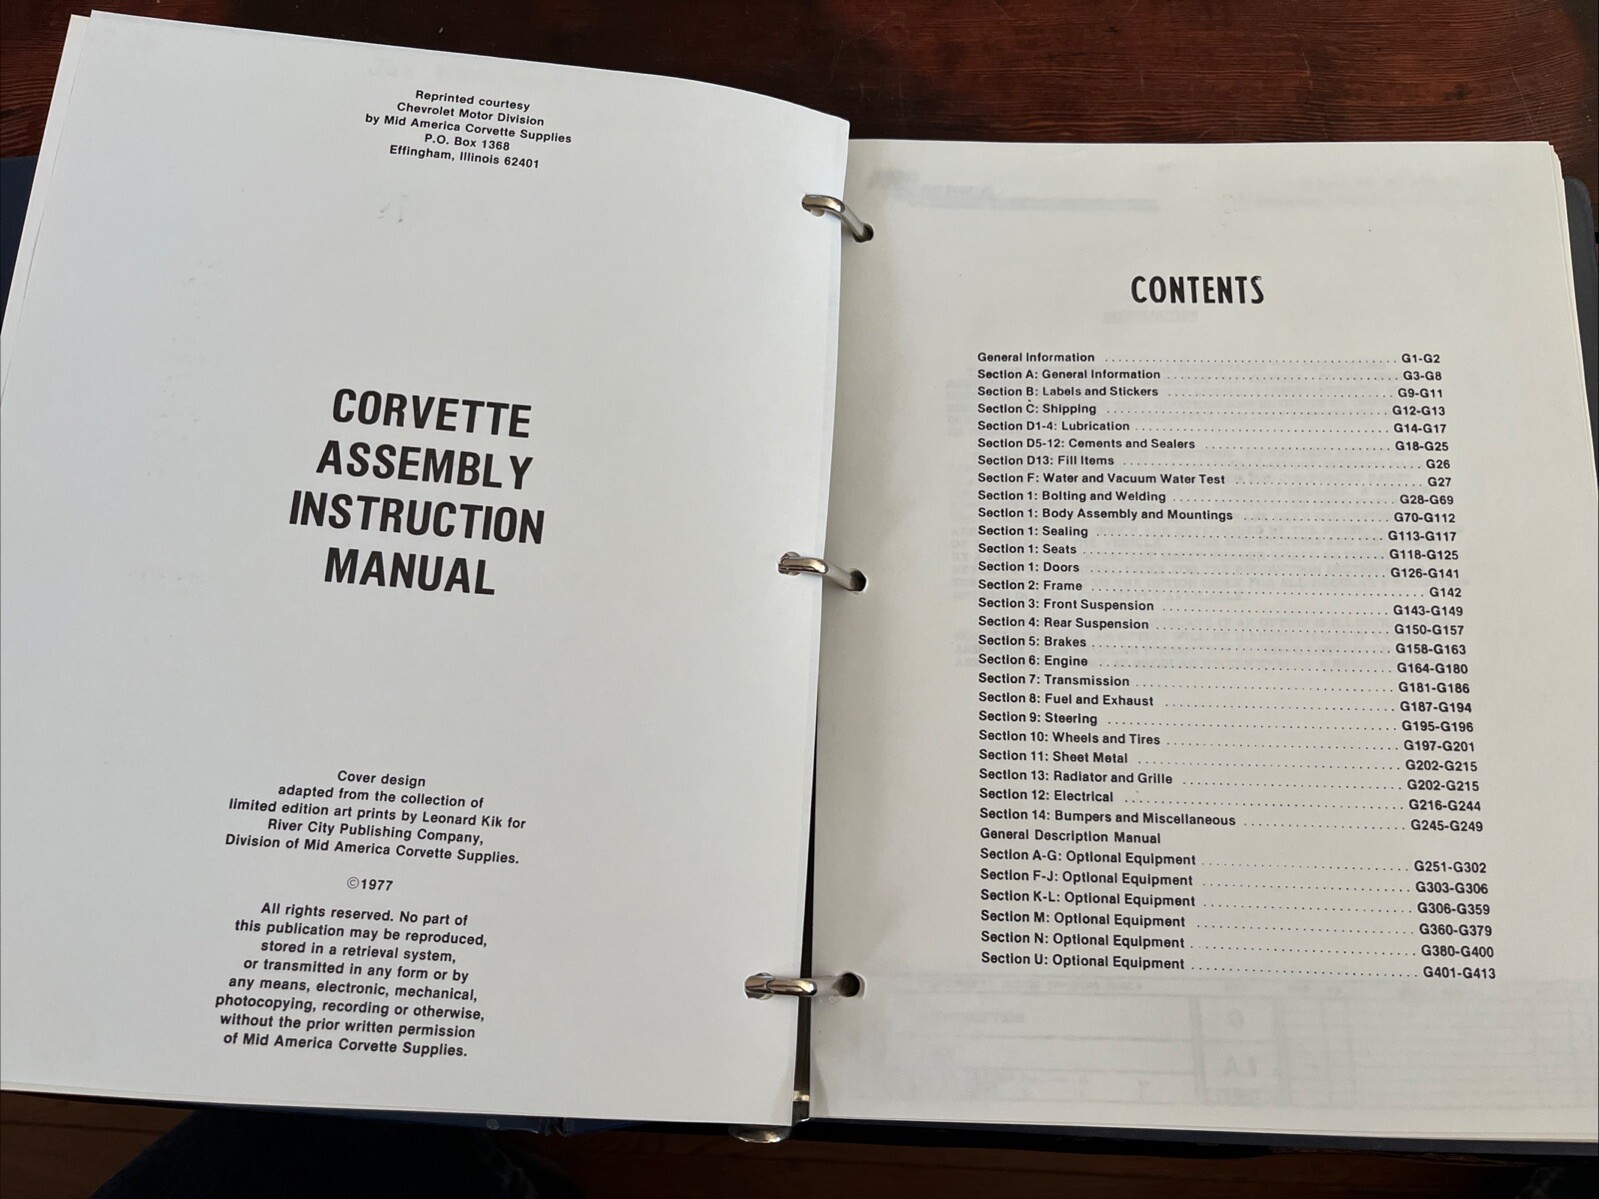 Reprinted courtesy
Chevrolet Motor Division
by Mid America Corvette Supplies
P.O. Box 1368
Effingham, Illinois 62401
CORVETTE
ASSEMBLY
INSTRUCTION
MANUAL
Cover design
adapted from the collection of
limited edition art prints by Leonard Kik for
River City Publishing Company,
Division of Mid America Corvette Supplies.
©1977
All rights reserved. No part of
this publication may be reproduced,
stored in a retrieval system,
or transmitted in any form or by
any means, electronic, mechanical,
photocopying, recording or otherwise,
without the prior written permission
of Mid America Corvette Supplies.
CONTENTS
General Information G1-G2
Section A: General Information G3-G8
Section B: Labels and Stickers G9-G11
Section C: Shipping G12-G13
Section D1-4: Lubrication G14-G17
Section D5-12: Cements and Sealers G18-G25
Section D13: Fill Items G26
Section F: Water and Vacuum Water Test G27
Section 1: Bolting and Welding G28-G69
Section 1: Body Assembly and Mountings G70-G112
Section 1: Sealing G113-G117
Section 1: Seats G118-G125
Section 1: Doors G126-G141
Section 2: Frame G142
Section 3: Front Suspension G143-G149
Section 4: Rear Suspension G150-G157
Section 5: Brakes G158-G163
Section 6: Engine G164-G180
Section 7: Transmission G181-G186
Section 8: Fuel and Exhaust G187-G194
Section 9: Steering G195-G196
Section 10: Wheels and Tires G197-G201
Section 11: Sheet Metal G202-G215
Section 13: Radiator and Grille G202-G215
Section 12: Electrical G216-G244
Section 14: Bumpers and Miscellaneous G245-G249
General Description Manual
Section A-G: Optional Equipment G251-G302
Section F-J: Optional Equipment G303-G306
Section K-L: Optional Equipment G306-G359
Section M: Optional Equipment G360-G379
Section N: Optional Equipment G380-G400
Section U: Optional Equipment G401-G413